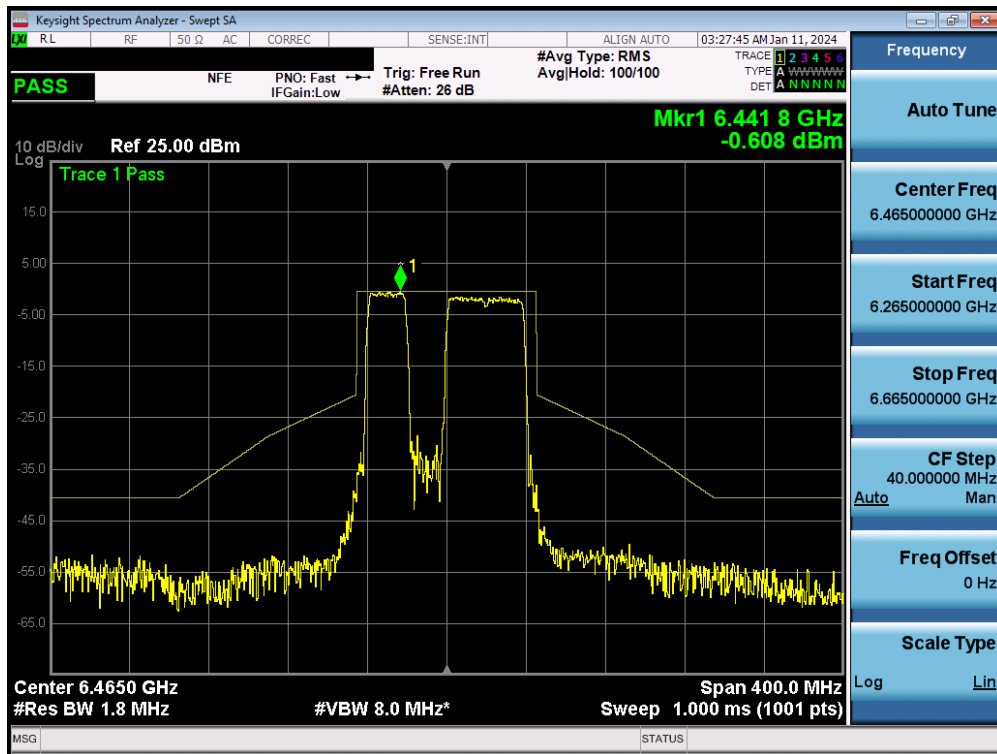 Keysight Spectrum Analyzer - Swept SA
LXI RL RF 50 Ω AC CORREC SENSE:INT ALIGN AUTO 03:27:45 AM Jan 11, 2024
PASS
NFE
PNO: Fast
IFGain:Low
Trig: Free Run
#Atten: 26 dB
#Avg Type: RMS
Avg|Hold: 100/100
TRACE 1 2 3 4 5 6
TYPE A WWWWW
DET A N N N N N
Mkr1 6.441 8 GHz
-0.608 dBm
10 dB/div Ref 25.00 dBm
Log
Trace 1 Pass
1
15.0
5.00
-5.00
-15.0
-25.0
-35.0
-45.0
-55.0
-65.0
Center 6.4650 GHz Span 400.0 MHz
#Res BW 1.8 MHz #VBW 8.0 MHz* Sweep 1.000 ms (1001 pts)
MSG STATUS
Frequency
Auto Tune
Center Freq
6.465000000 GHz
Start Freq
6.265000000 GHz
Stop Freq
6.665000000 GHz
CF Step
40.000000 MHz
Auto Man
Freq Offset
0 Hz
Scale Type
Log Lin